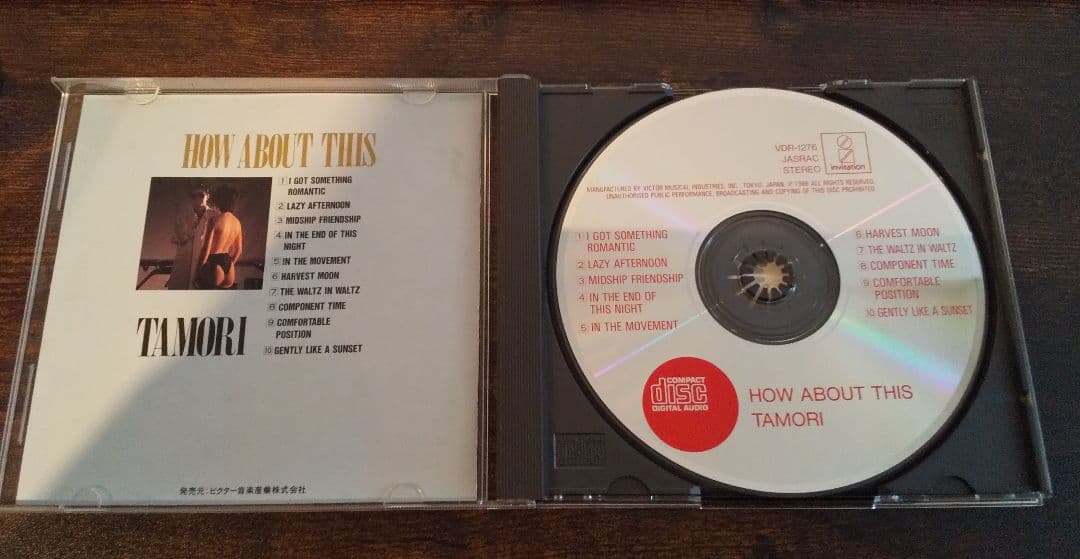 HOW ABOUT THIS
1 I GOT SOMETHING
ROMANTIC
2 LAZY AFTERNOON
3 MIDSHIP FRIENDSHIP
4 IN THE END OF THIS
NIGHT
5 IN THE MOVEMENT
6 HARVEST MOON
7 THE WALTZ IN WALTZ
8 COMPONENT TIME
9 COMFORTABLE
POSITION
10 GENTLY LIKE A SUNSET
TAMORI
発売元:ビクター音楽産業株式会社
VDR-1276
JASRAC
STEREO
invitation
MANUFACTURED BY VICTOR MUSICAL INDUSTRIES, INC. TOKYO, JAPAN. ℗ 1986 ALL RIGHTS RESERVED.
UNAUTHORISED PUBLIC PERFORMANCE, BROADCASTING AND COPYING OF THIS DISC PROHIBITED
1 I GOT SOMETHING
ROMANTIC
2 LAZY AFTERNOON
3 MIDSHIP FRIENDSHIP
4 IN THE END OF
THIS NIGHT
5 IN THE MOVEMENT
6 HARVEST MOON
7 THE WALTZ IN WALTZ
8 COMPONENT TIME
9 COMFORTABLE
POSITION
10 GENTLY LIKE A SUNSET
COMPACT
disc
DIGITAL AUDIO
HOW ABOUT THIS
TAMORI